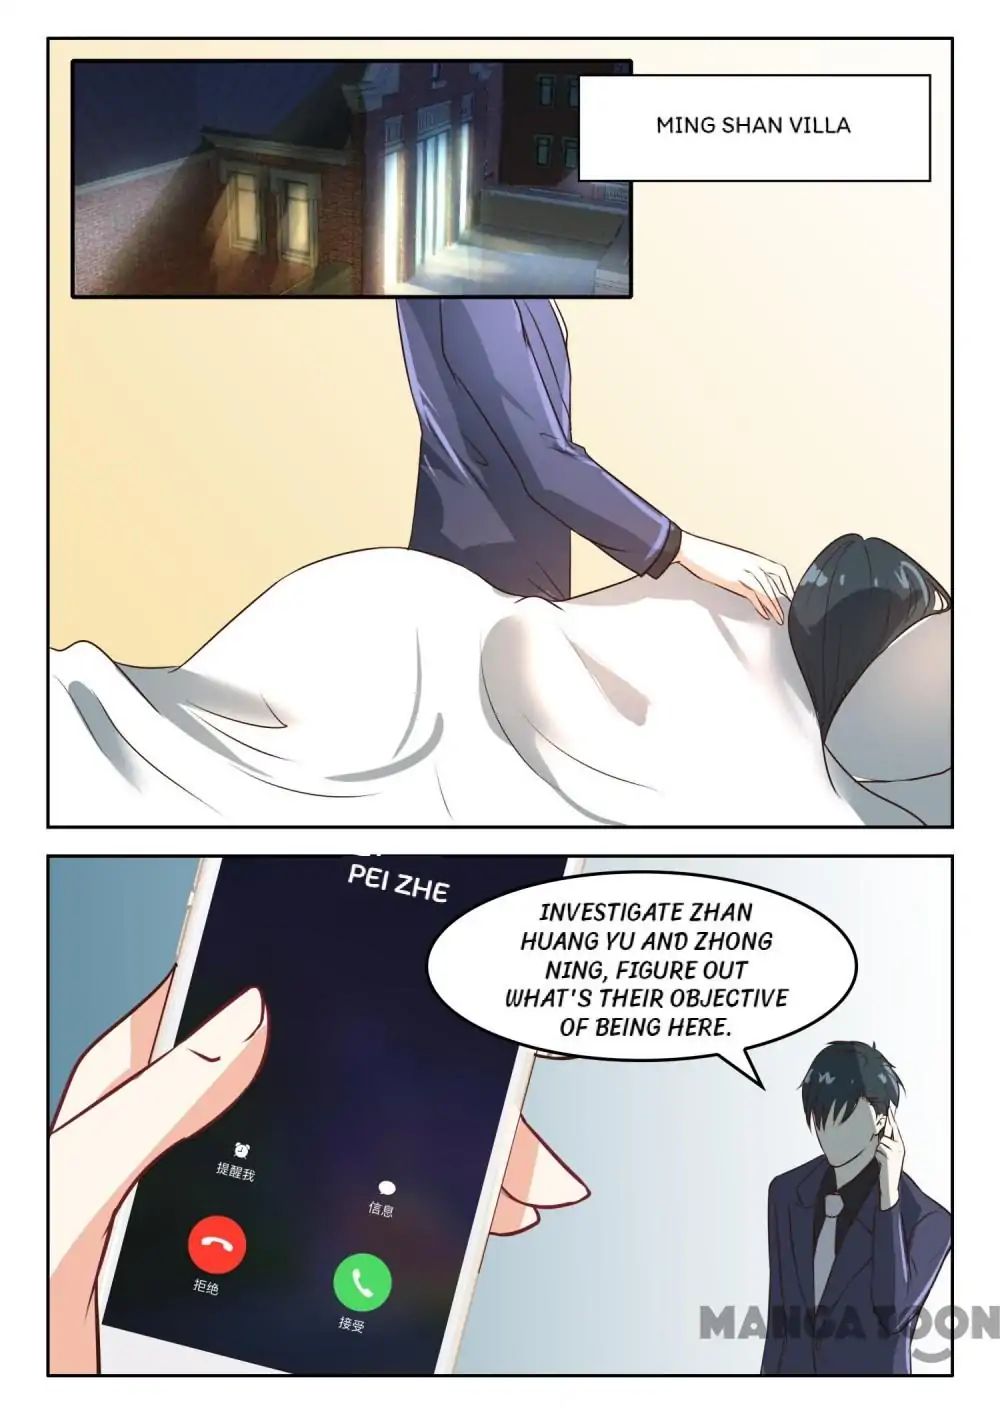 MING SHAN VILLA
PEI ZHE
INVESTIGATE ZHAN
HUANG YU AND ZHONG
NING, FIGURE OUT
WHAT'S THEIR OBJECTIVE
OF BEING HERE.
提醒我
信息
拒绝
接受
MANGATOON